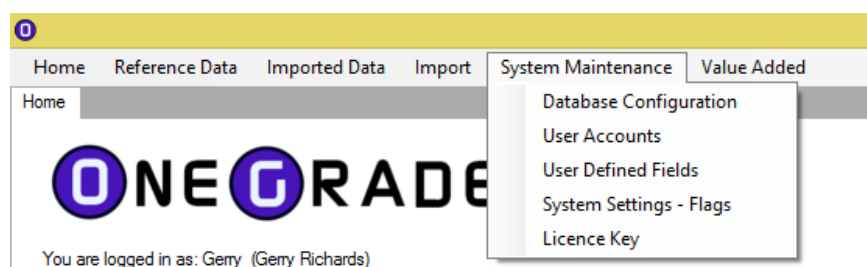 Home Reference Data Imported Data Import System Maintenance Value Added
Home
Database Configuration
User Accounts
User Defined Fields
System Settings - Flags
Licence Key
ONEGRADE
You are logged in as: Gerry (Gerry Richards)